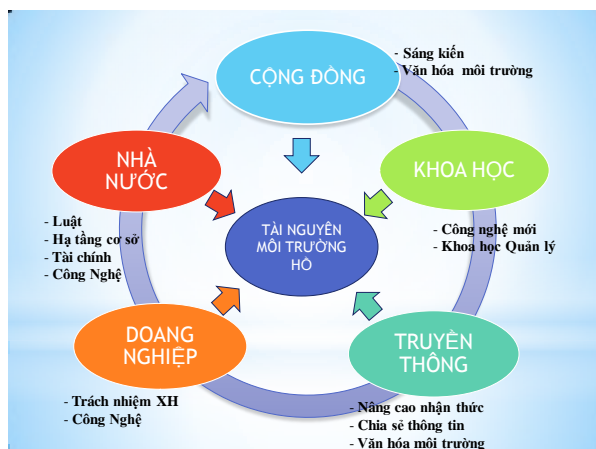 CỘNG ĐỒNG
- Sáng kiến
- Văn hóa môi trường
NHÀ
NƯỚC
- Luật
- Hạ tầng cơ sở
- Tài chính
- Công Nghệ
KHOA HỌC
- Công nghệ mới
- Khoa học Quản lý
TÀI NGUYÊN
MÔI TRƯỜNG
HỒ
DOANG
NGHIỆP
- Trách nhiệm XH
- Công Nghệ
TRUYỀN
THÔNG
- Nâng cao nhận thức
- Chia sẻ thông tin
- Văn hóa môi trường